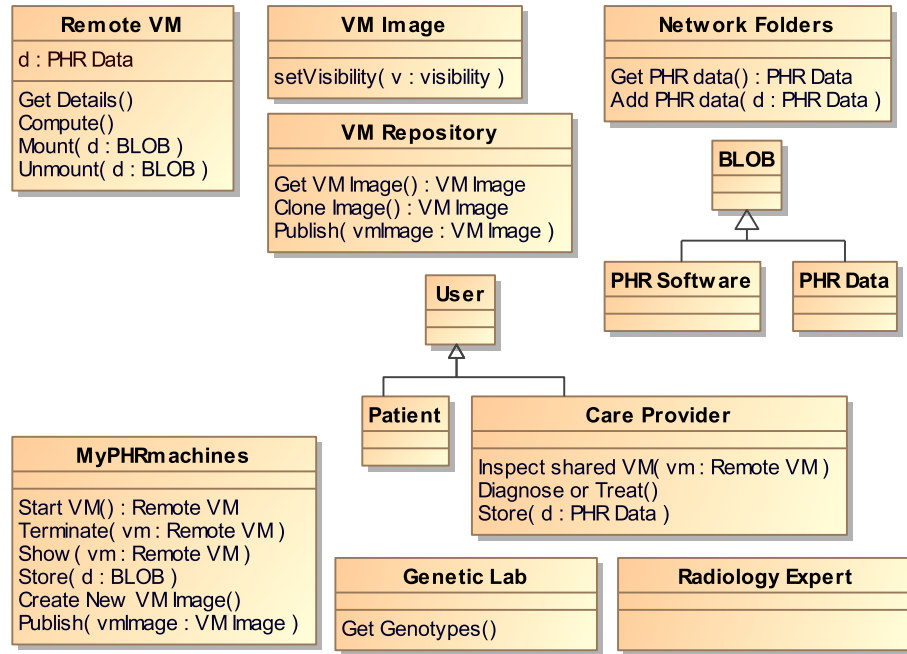 Remote VM
d : PHR Data
Get Details()
Compute()
Mount( d : BLOB )
Unmount( d : BLOB )
VM Image
setVisibility( v : visibility )
Network Folders
Get PHR data() : PHR Data
Add PHR data( d : PHR Data )
VM Repository
Get VM Image() : VM Image
Clone Image() : VM Image
Publish( vmImage : VM Image )
BLOB
PHR Software
PHR Data
User
Patient
Care Provider
Inspect shared VM( vm : Remote VM )
Diagnose or Treat()
Store( d : PHR Data )
MyPHRmachines
Start VM() : Remote VM
Terminate( vm : Remote VM )
Show( vm : Remote VM )
Store( d : BLOB )
Create New VM Image()
Publish( vmImage : VM Image )
Genetic Lab
Get Genotypes()
Radiology Expert